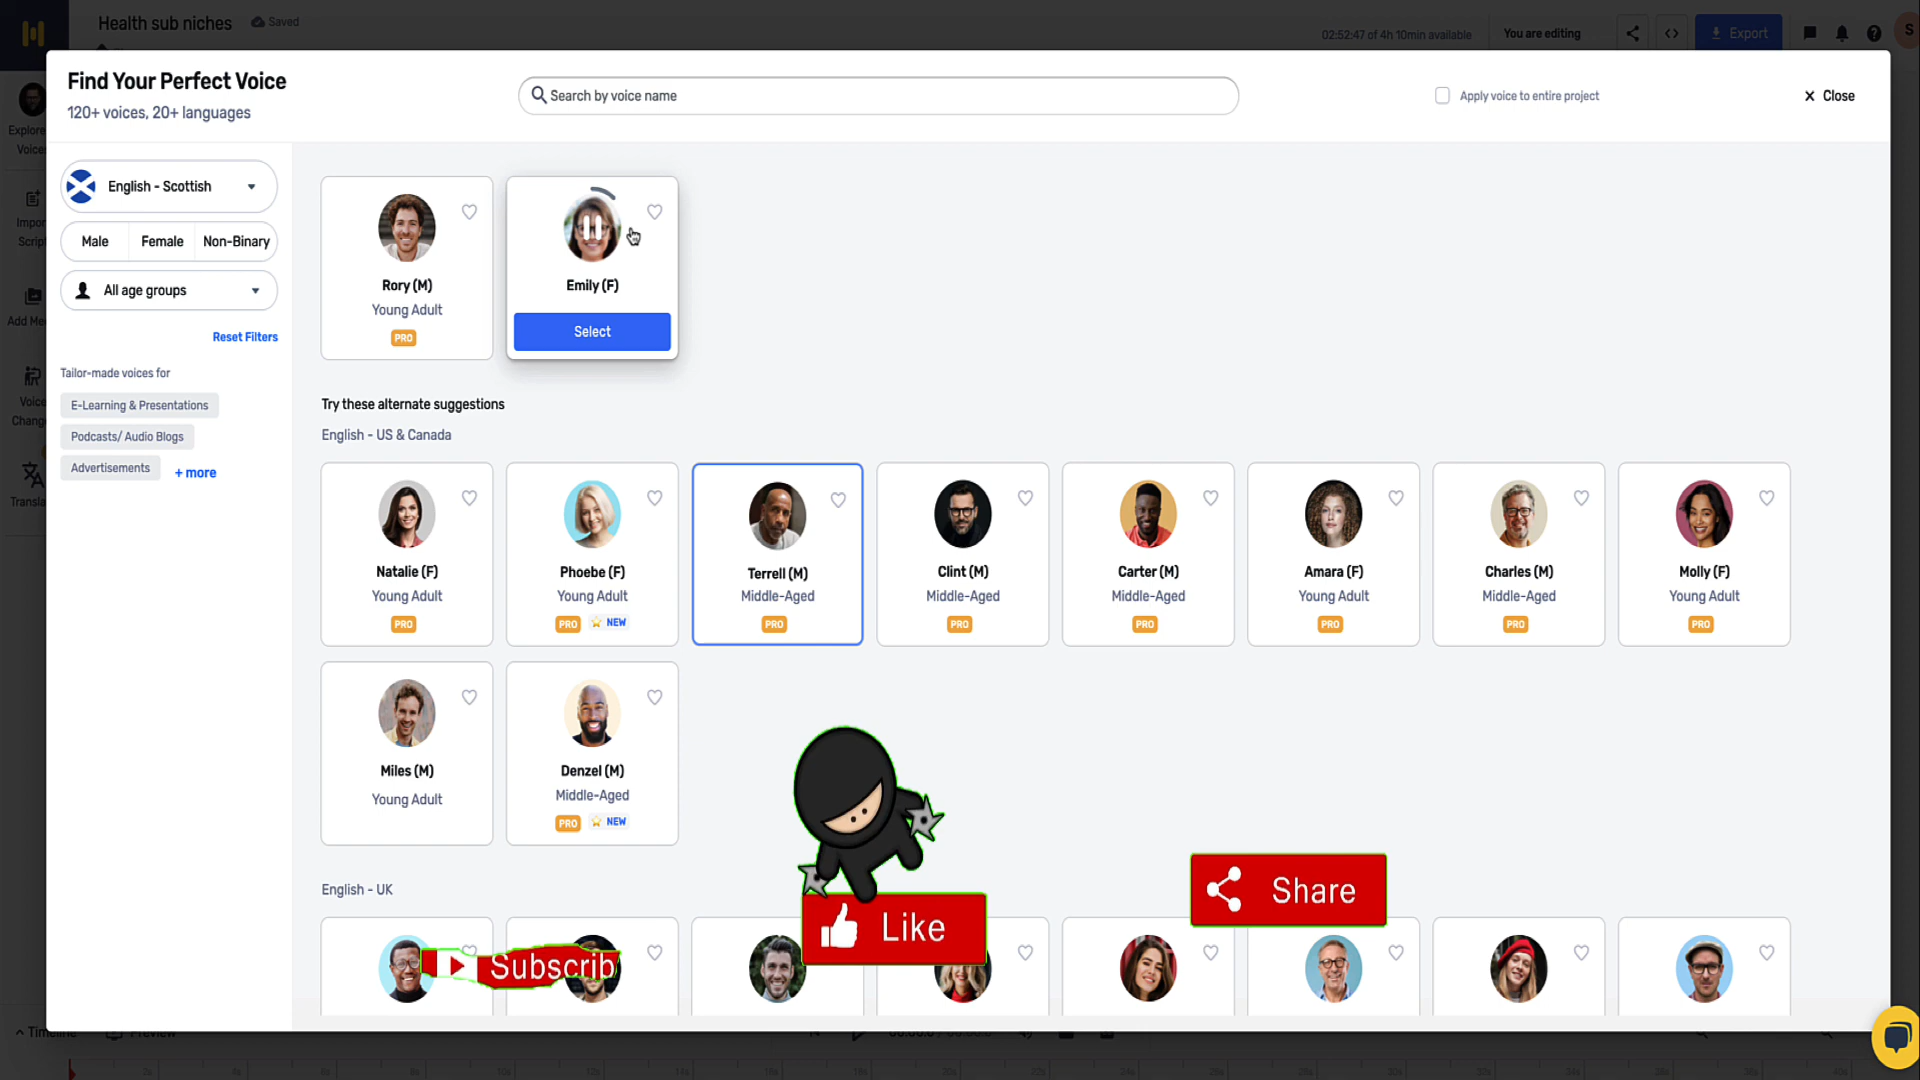 Health sub niches
Saved
02:52:47 of 4h 10min available
You are editing
Export
S
Find Your Perfect Voice
120+ voices, 20+ languages
Search by voice name
Apply voice to entire project
Close
English - Scottish
Male
Female
Non-Binary
All age groups
Reset Filters
Tailor-made voices for
E-Learning & Presentations
Podcasts/ Audio Blogs
Advertisements
+ more
Rory (M)
Young Adult
PRO
Emily (F)
Select
Try these alternate suggestions
English - US & Canada
Natalie (F)
Young Adult
PRO
Phoebe (F)
Young Adult
PRO
NEW
Terrell (M)
Middle-Aged
PRO
Clint (M)
Middle-Aged
PRO
Carter (M)
Middle-Aged
PRO
Amara (F)
Young Adult
PRO
Charles (M)
Middle-Aged
PRO
Molly (F)
Young Adult
PRO
Miles (M)
Young Adult
Denzel (M)
Middle-Aged
PRO
NEW
English - UK
Subscrib
Like
Share
Timeline
Preview